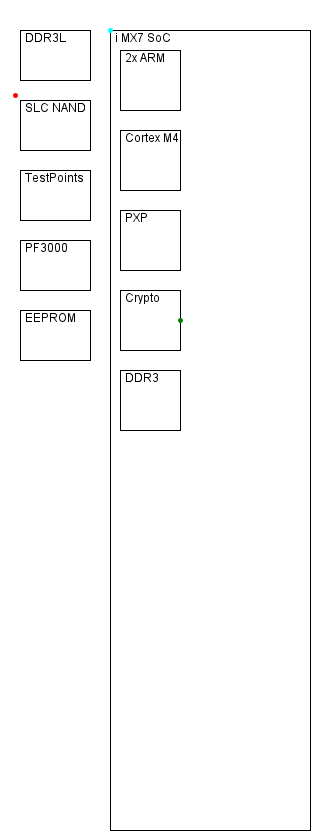 DDR3L
SLC NAND
TestPoints
PF3000
EEPROM
i MX7 SoC
2x ARM
Cortex M4
PXP
Crypto
DDR3